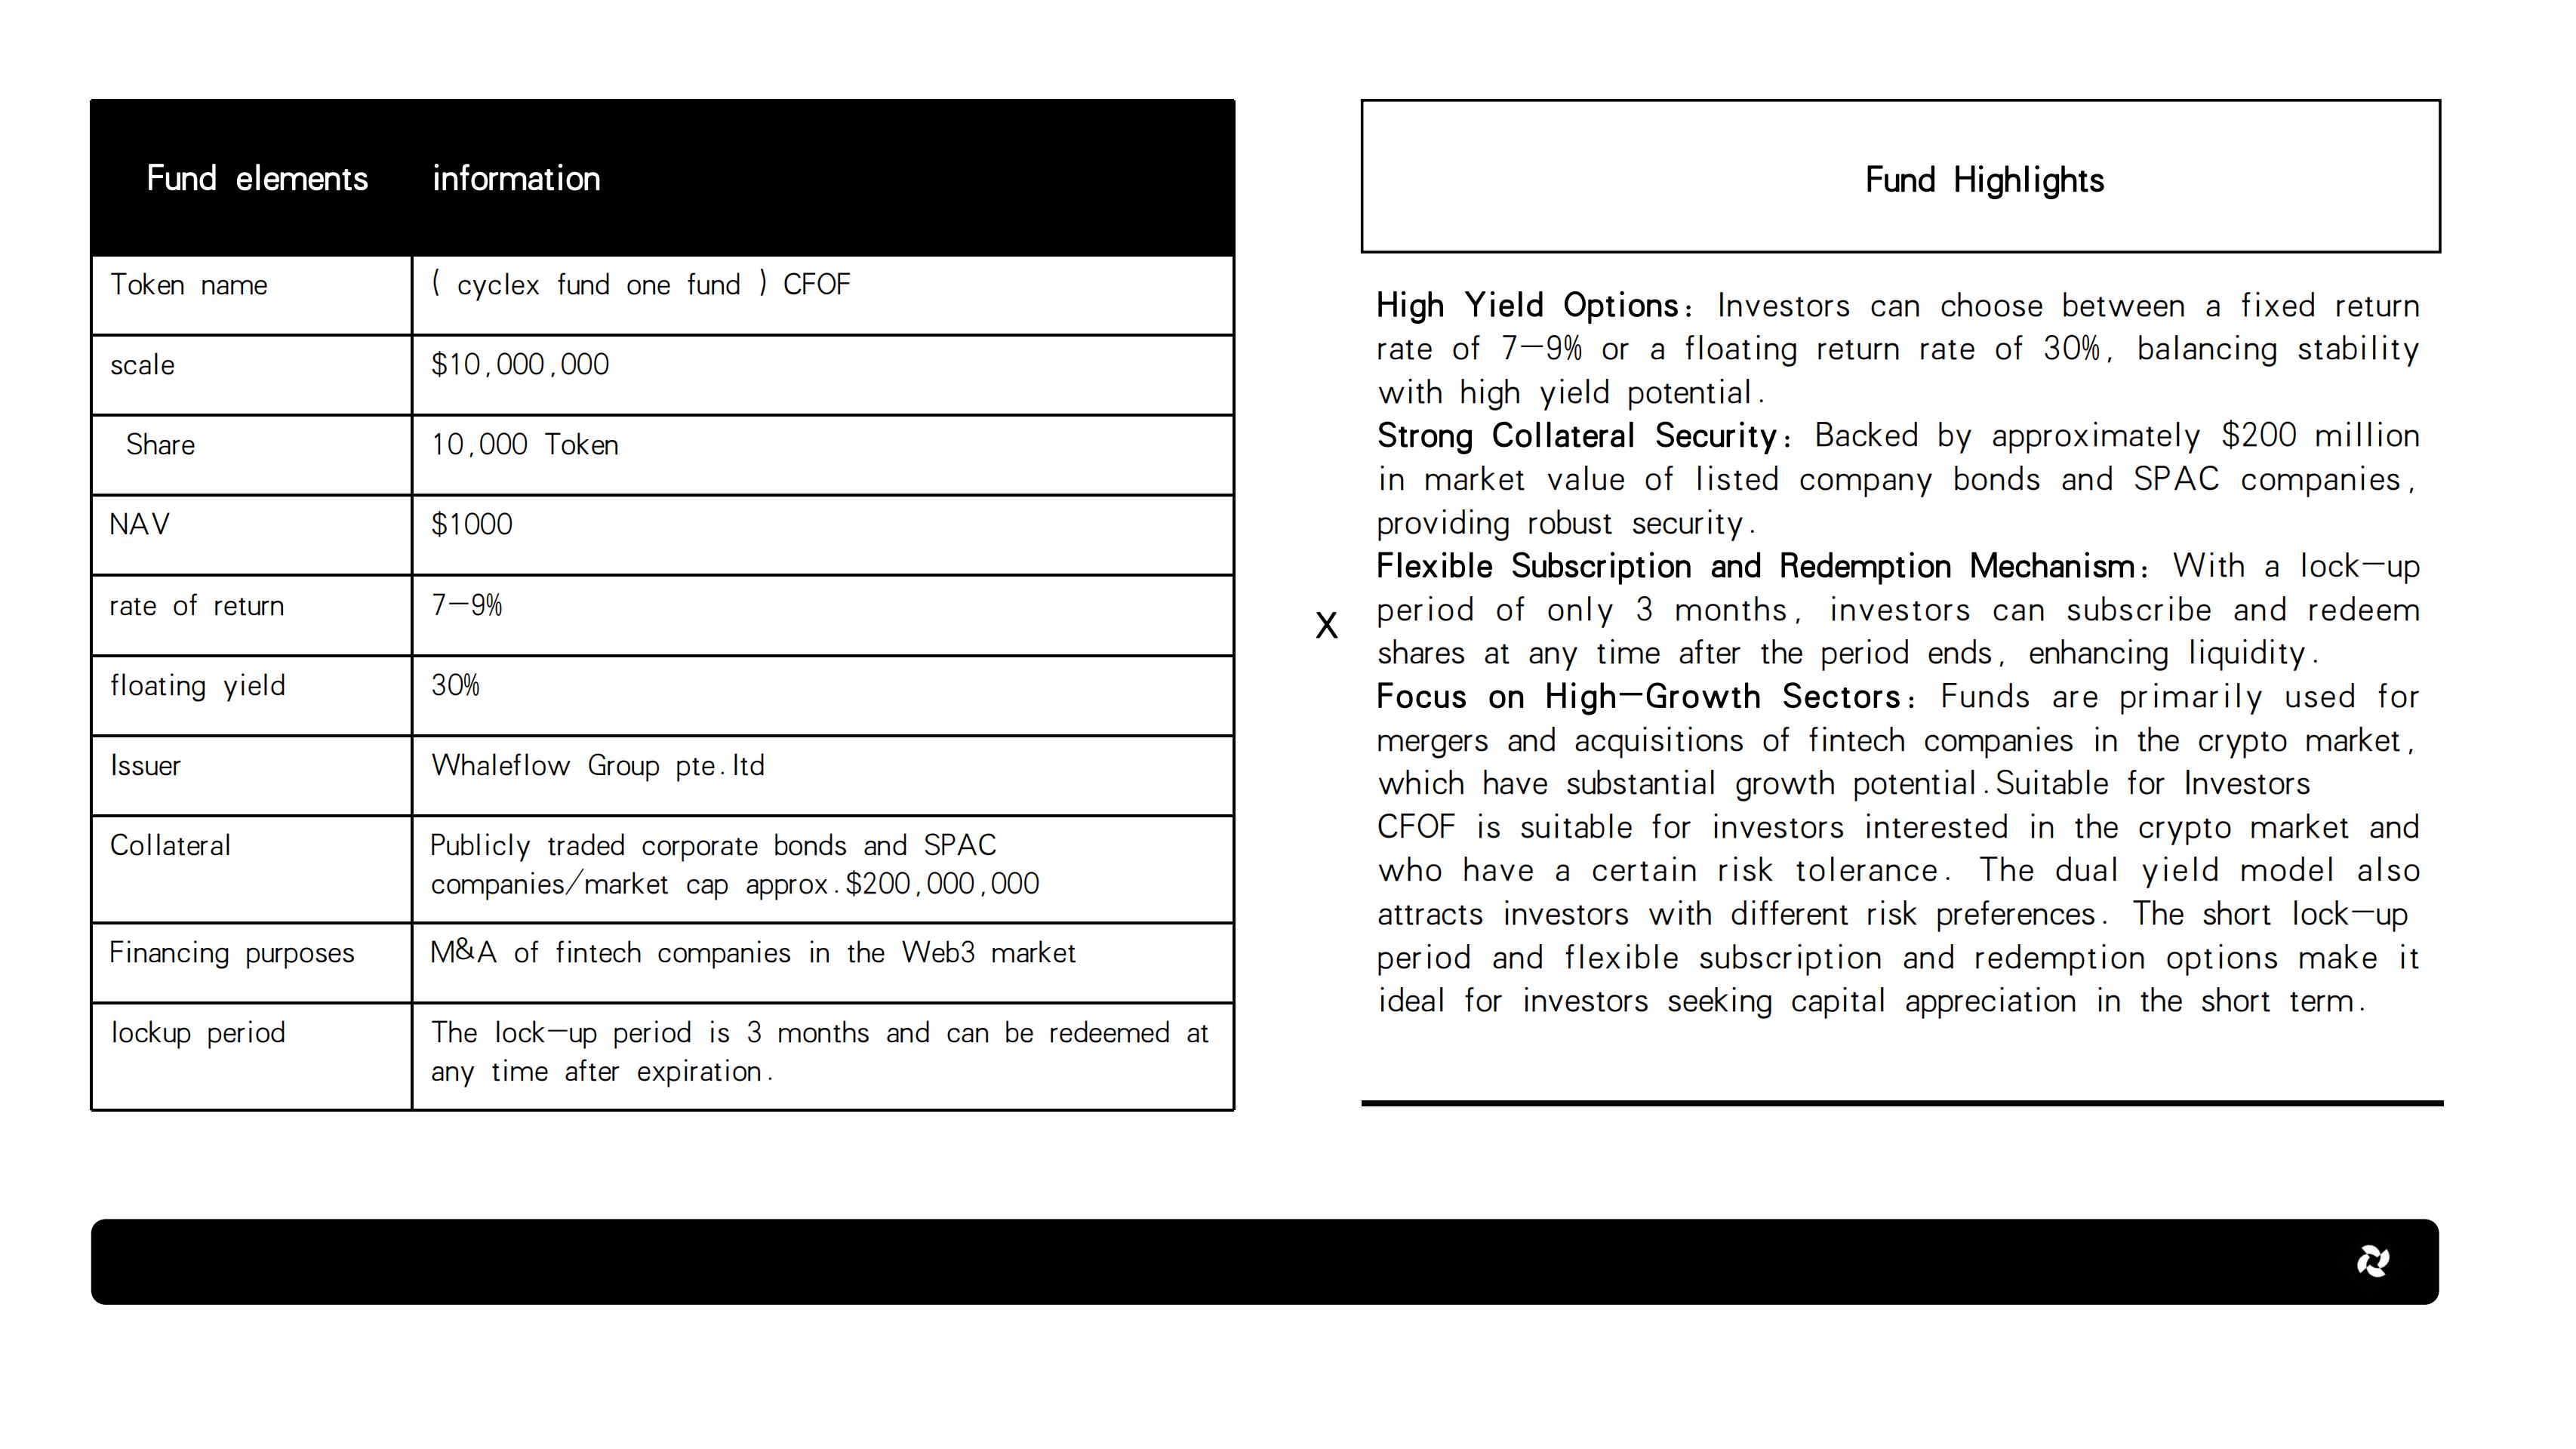 Fund elements information
Token name ( cyclex fund one fund ) CFOF
scale $10,000,000
Share 10,000 Token
NAV $1000
rate of return 7—9%
floating yield 30%
Issuer Whaleflow Group pte.ltd
Collateral Publicly traded corporate bonds and SPAC
companies/market cap approx.$200,000,000
Financing purposes M&A of fintech companies in the Web3 market
lockup period The lock—up period is 3 months and can be redeemed at
any time after expiration.
X
Fund Highlights
High Yield Options: Investors can choose between a fixed return
rate of 7—9% or a floating return rate of 30%, balancing stability
with high yield potential.
Strong Collateral Security: Backed by approximately $200 million
in market value of listed company bonds and SPAC companies,
providing robust security.
Flexible Subscription and Redemption Mechanism: With a lock—up
period of only 3 months, investors can subscribe and redeem
shares at any time after the period ends, enhancing liquidity.
Focus on High—Growth Sectors: Funds are primarily used for
mergers and acquisitions of fintech companies in the crypto market,
which have substantial growth potential.Suitable for Investors
CFOF is suitable for investors interested in the crypto market and
who have a certain risk tolerance. The dual yield model also
attracts investors with different risk preferences. The short lock—up
period and flexible subscription and redemption options make it
ideal for investors seeking capital appreciation in the short term.